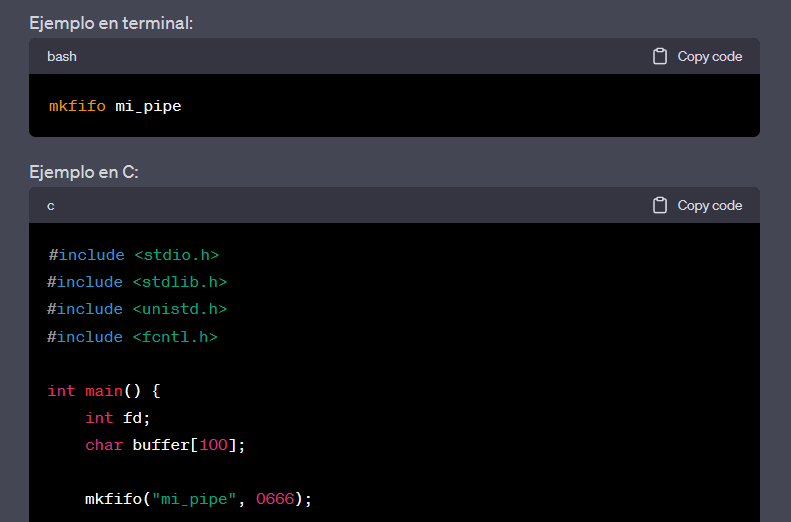 Ejemplo en terminal:
bash Copy code
mkfifo mi_pipe
Ejemplo en C:
c Copy code
#include <stdio.h>
#include <stdlib.h>
#include <unistd.h>
#include <fcntl.h>
int main() {
    int fd;
    char buffer[100];
    mkfifo("mi_pipe", 0666);